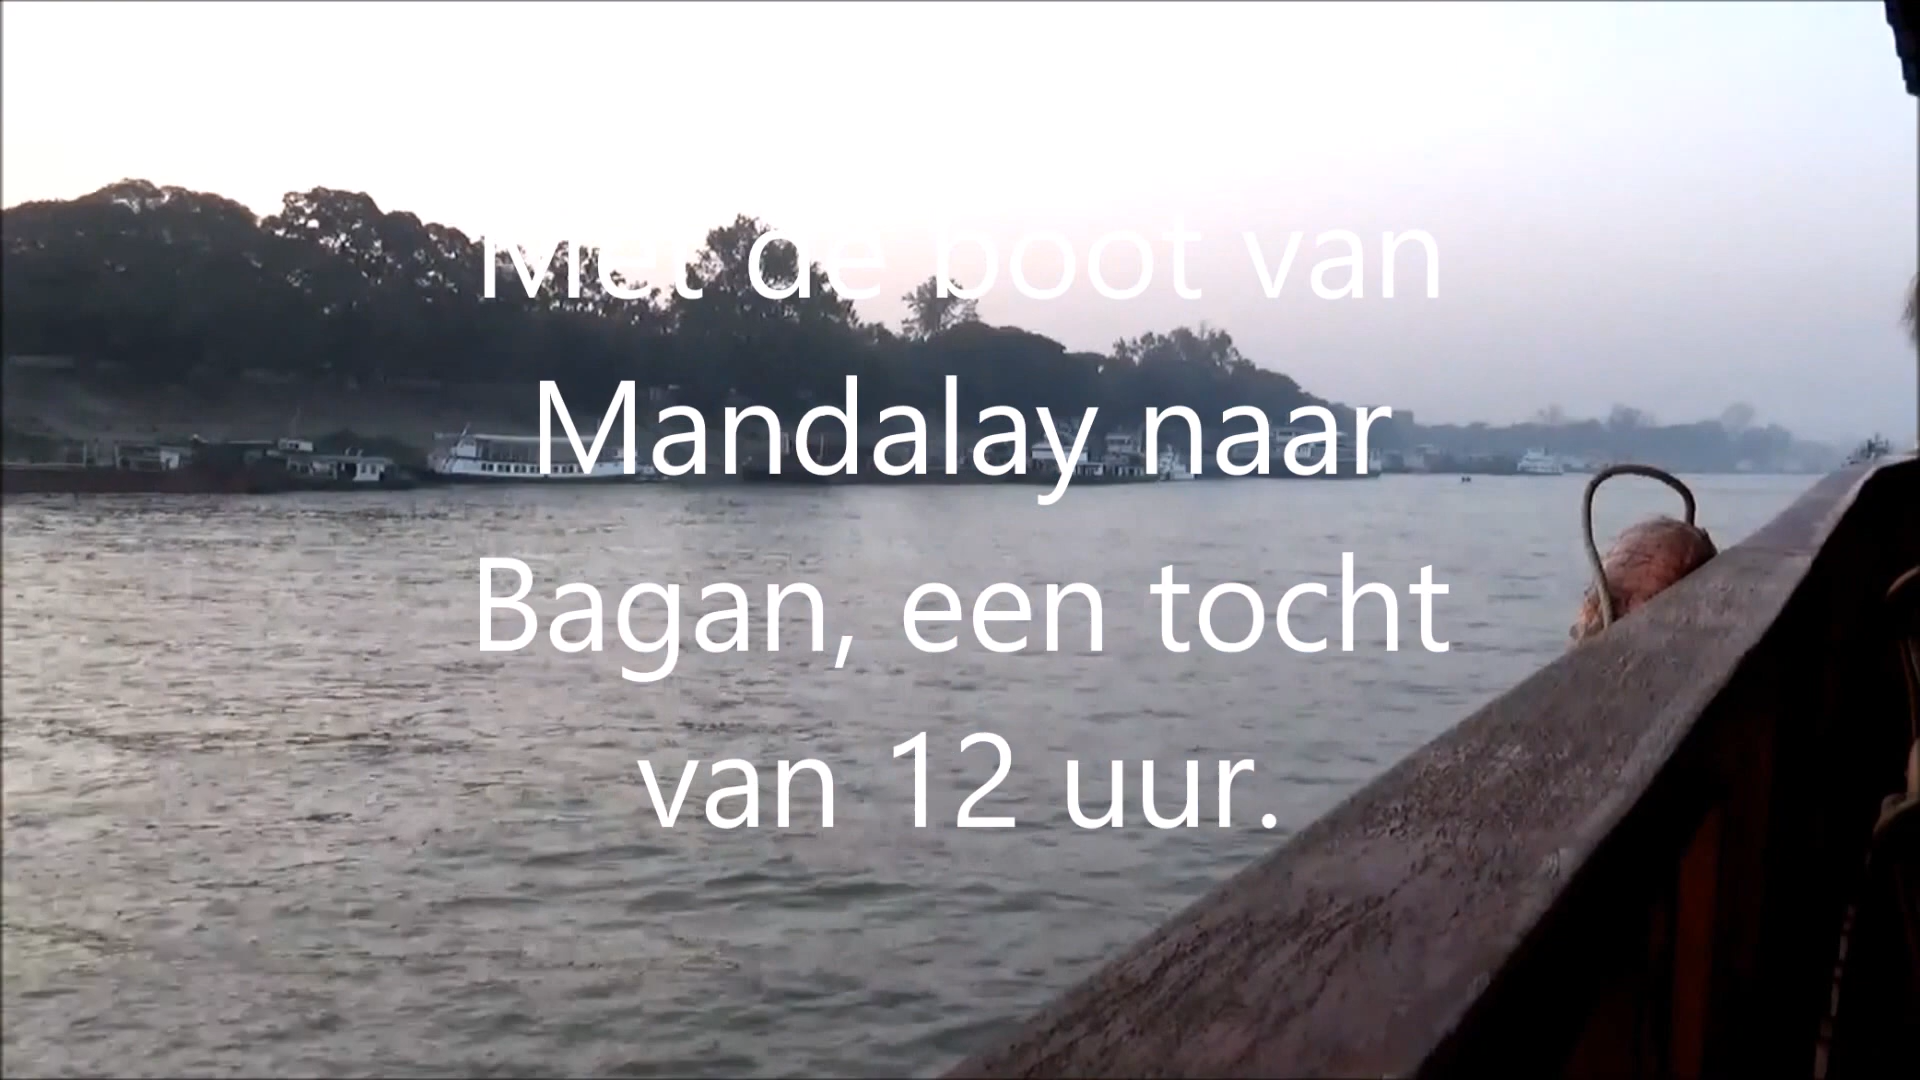 Met de boot van
Mandalay naar
Bagan, een tocht
van 12 uur.